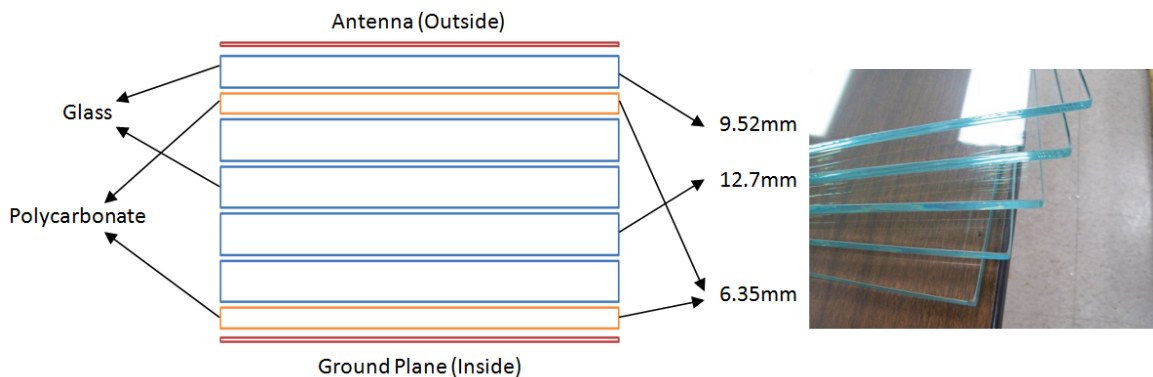 Antenna (Outside)
Glass
9.52mm
12.7mm
Polycarbonate
6.35mm
Ground Plane (Inside)